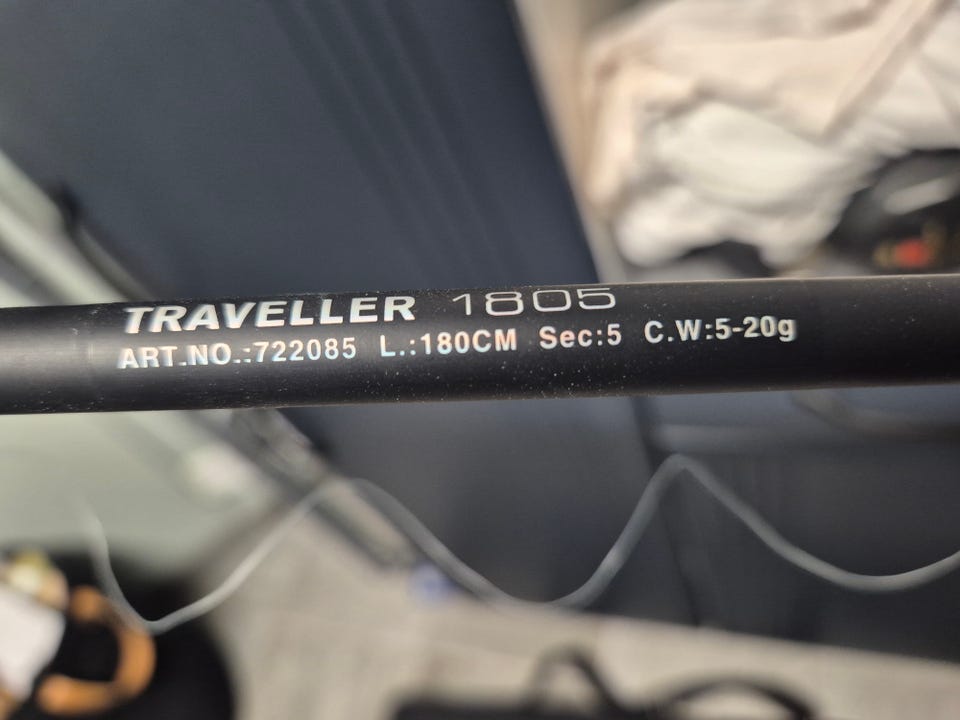 TRAVELLER 1805
ART.NO.:722085 L.:180CM Sec:5 C.W:5-20g